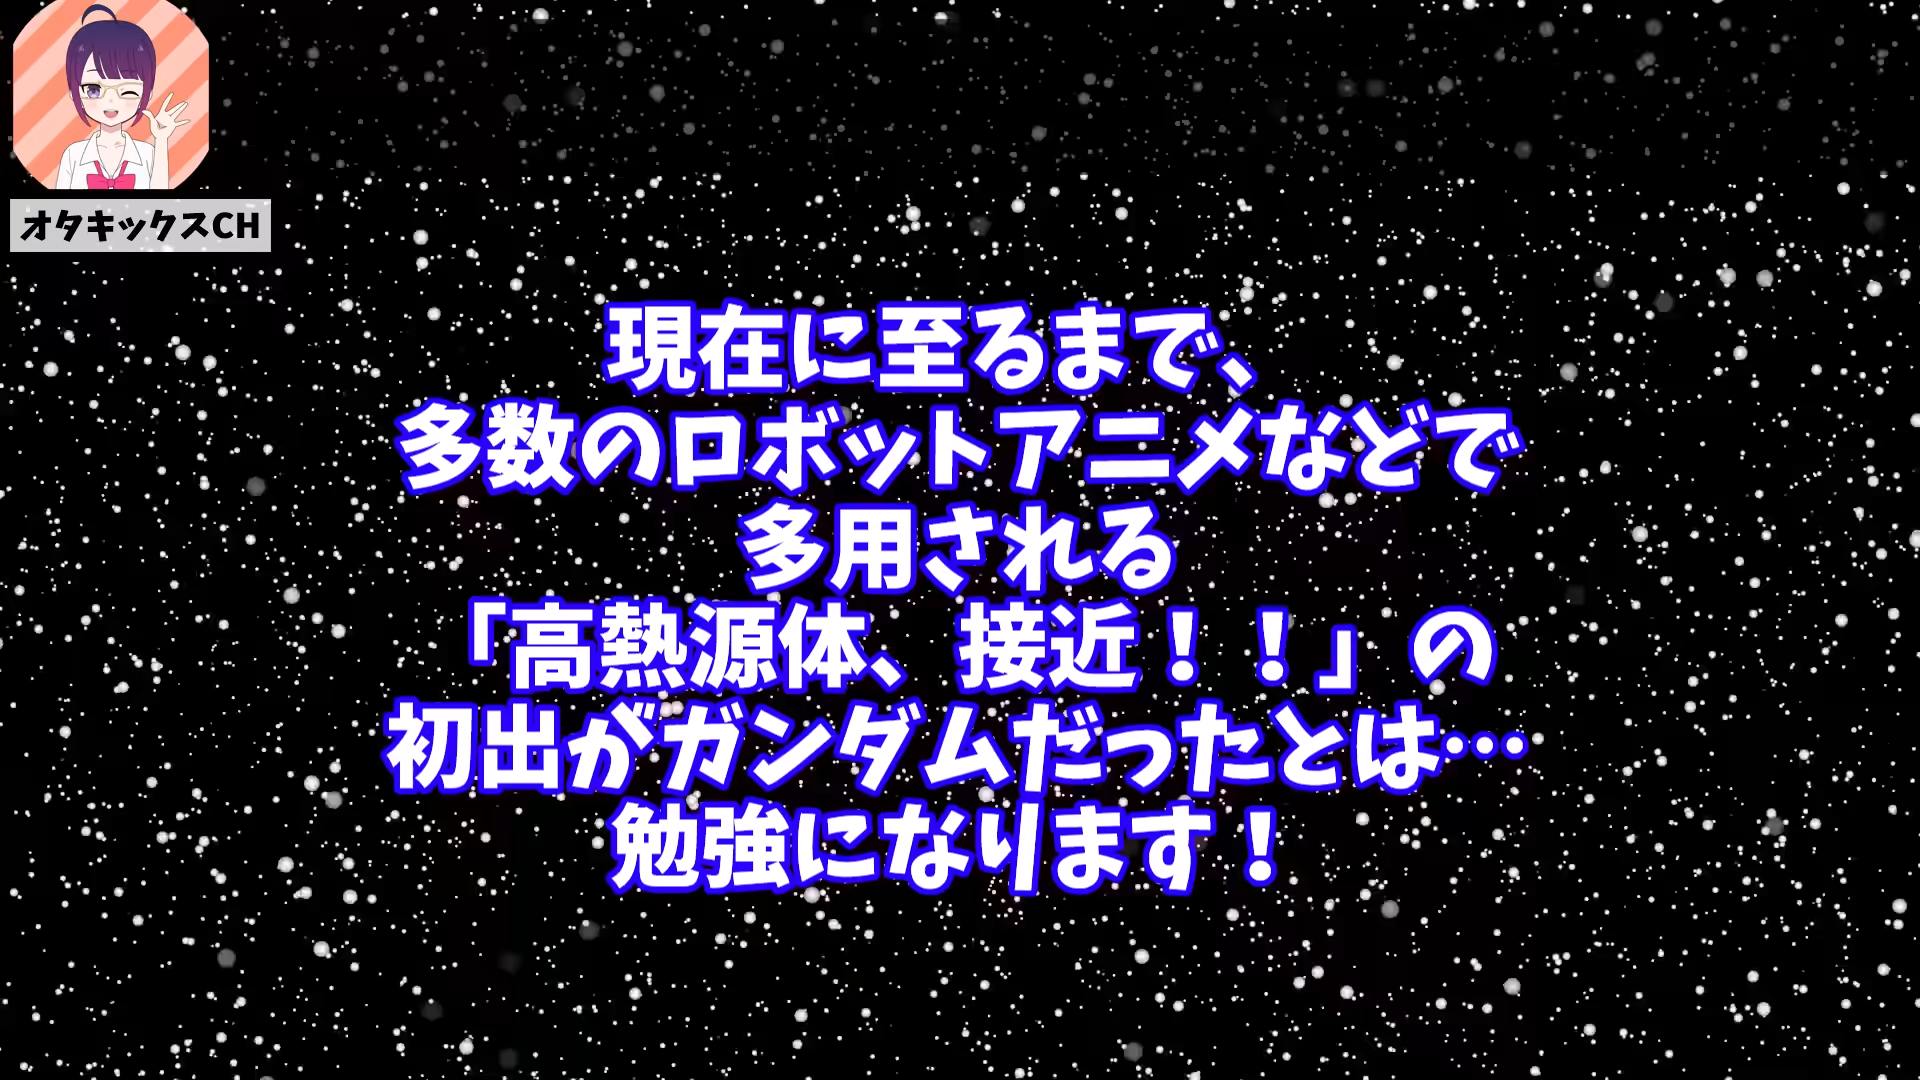 オタキックスCH
現在に至るまで、
多数のロボットアニメなどで
多用される
「高熱源体、接近！！」の
初出がガンダムだったとは…
勉強になります！